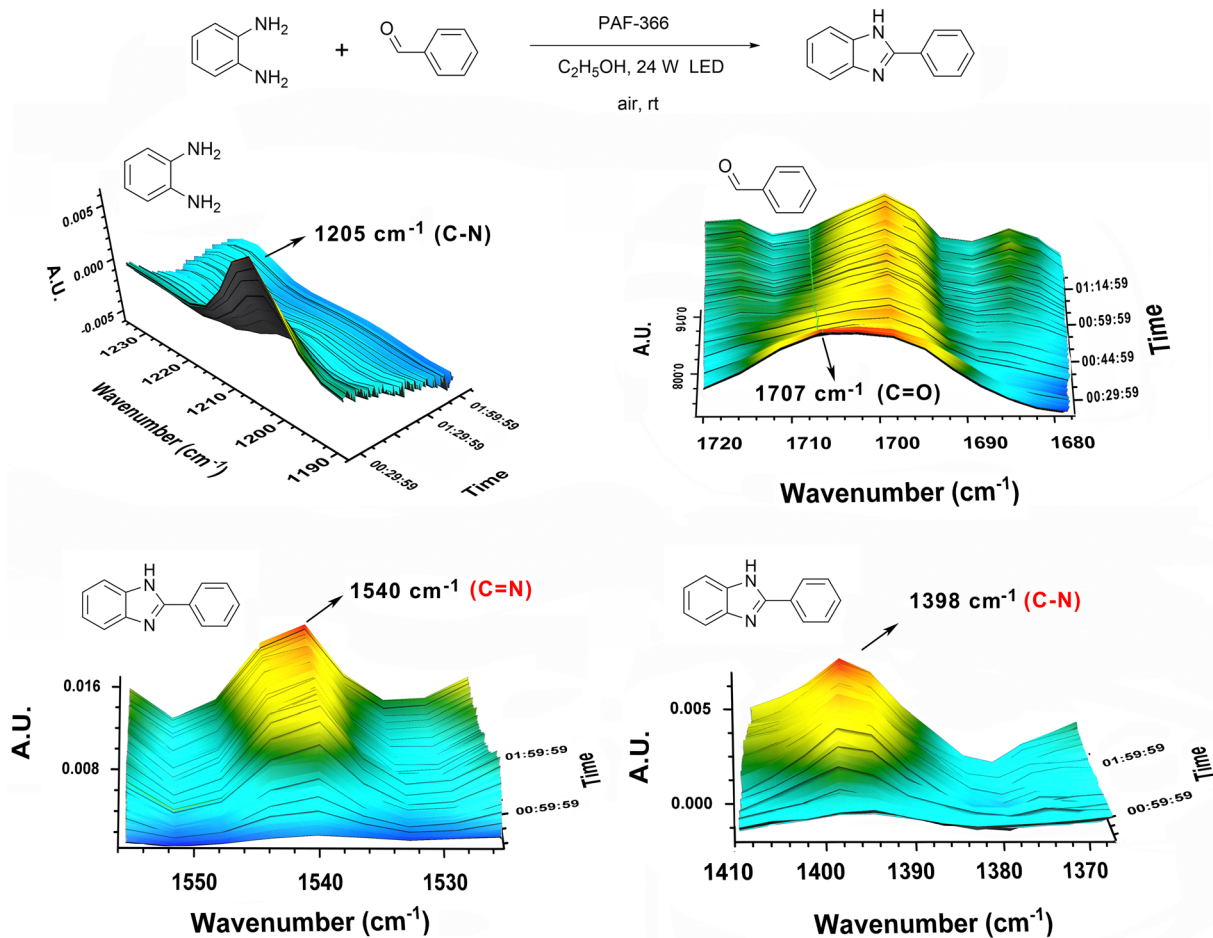 NH₂
NH₂
+
O
PAF-366
C₂H₅OH, 24 W LED
air, rt
H
N
N
NH₂
NH₂
1205 cm⁻¹ (C-N)
0.005
0.000
-0.005
A.U.
1230
1220
1210
1200
1190
Wavenumber (cm⁻¹)
00:29:59
01:29:59
01:59:59
Time
O
1707 cm⁻¹ (C=O)
0.016
0.008
A.U.
1720
1710
1700
1690
1680
Wavenumber (cm⁻¹)
01:14:59
00:59:59
00:44:59
00:29:59
Time
H
N
N
1540 cm⁻¹ (C=N)
0.016
0.008
A.U.
1550
1540
1530
Wavenumber (cm⁻¹)
01:59:59
00:59:59
Time
H
N
N
1398 cm⁻¹ (C-N)
0.005
0.000
A.U.
1410
1400
1390
1380
1370
Wavenumber (cm⁻¹)
01:59:59
00:59:59
Time